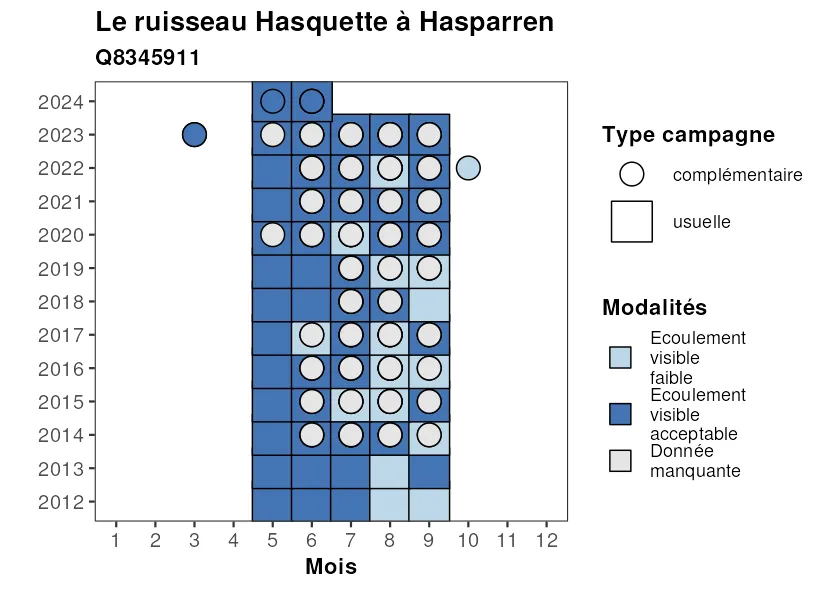 Le ruisseau Hasquette à Hasparren
Q8345911
2024
2023
2022
2021
2020
2019
2018
2017
2016
2015
2014
2013
2012
1 2 3 4 5 6 7 8 9 10 11 12
Mois
Type campagne
complémentaire
usuelle
Modalités
Ecoulement
visible
faible
Ecoulement
visible
acceptable
Donnée
manquante